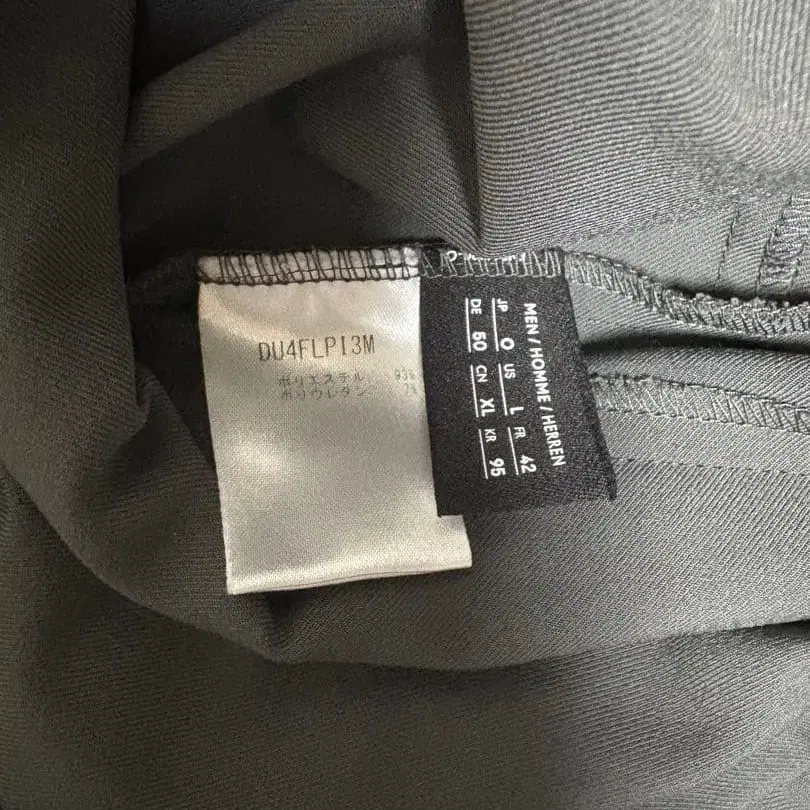 DU4FLPI3M
ポリエステル 93%
ポリウレタン 7%
MEN/HOMME/HERREN
JP O US L FR 42
DE 50 CN XL KR 95